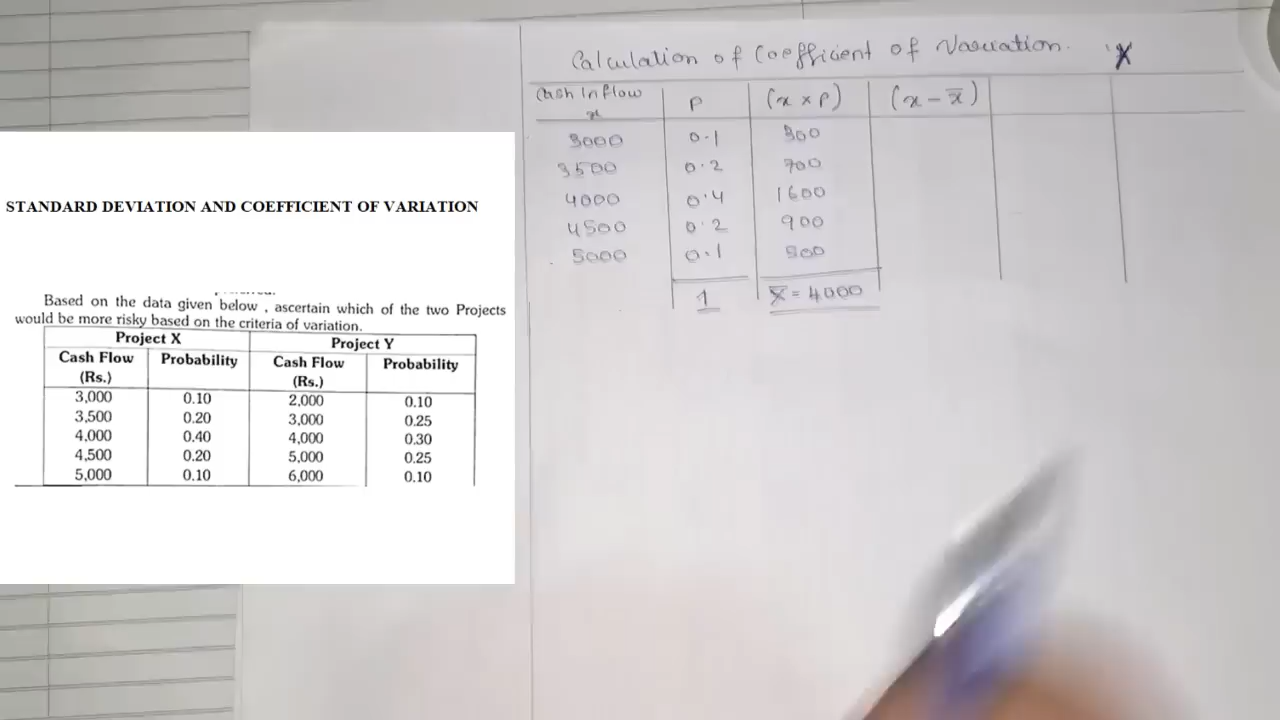 Calculation of Coefficient of Variation. X
Cash Inflow x P (x × p) (x - x̅)
3000 0.1 300
3500 0.2 700
4000 0.4 1600
4500 0.2 900
5000 0.1 500
1 X̅ = 4000
STANDARD DEVIATION AND COEFFICIENT OF VARIATION
Based on the data given below , ascertain which of the two Projects
would be more risky based on the criteria of variation.
Project X Project Y
Cash Flow (Rs.) Probability Cash Flow (Rs.) Probability
3,000 0.10 2,000 0.10
3,500 0.20 3,000 0.25
4,000 0.40 4,000 0.30
4,500 0.20 5,000 0.25
5,000 0.10 6,000 0.10